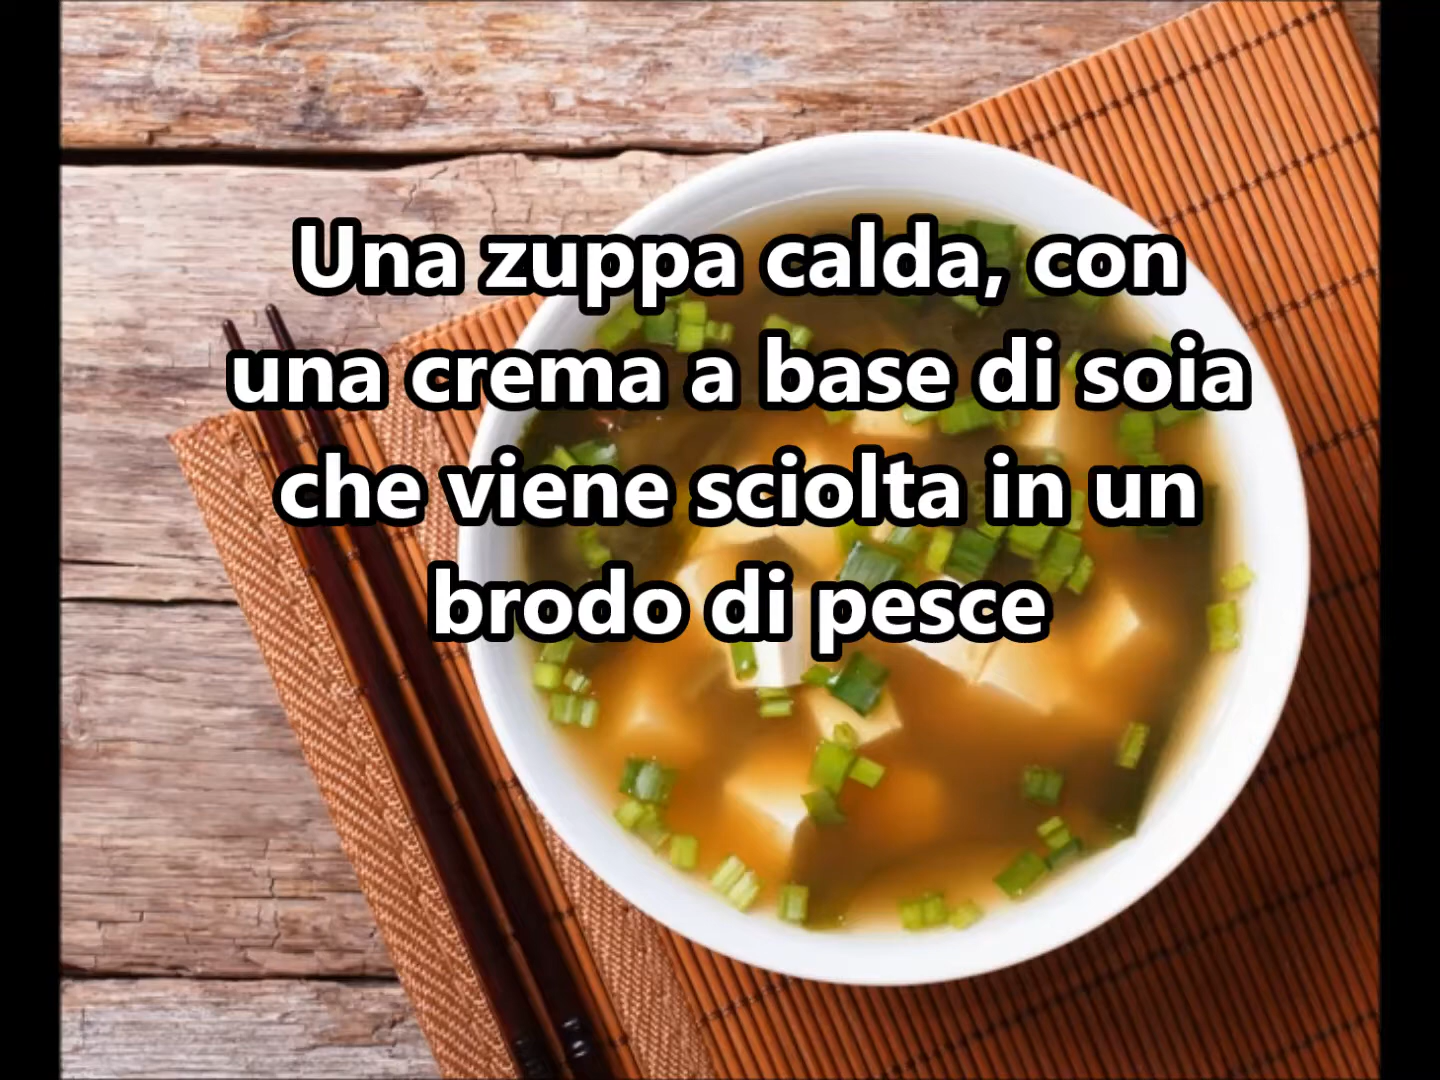 Una zuppa calda, con
una crema a base di soia
che viene sciolta in un
brodo di pesce